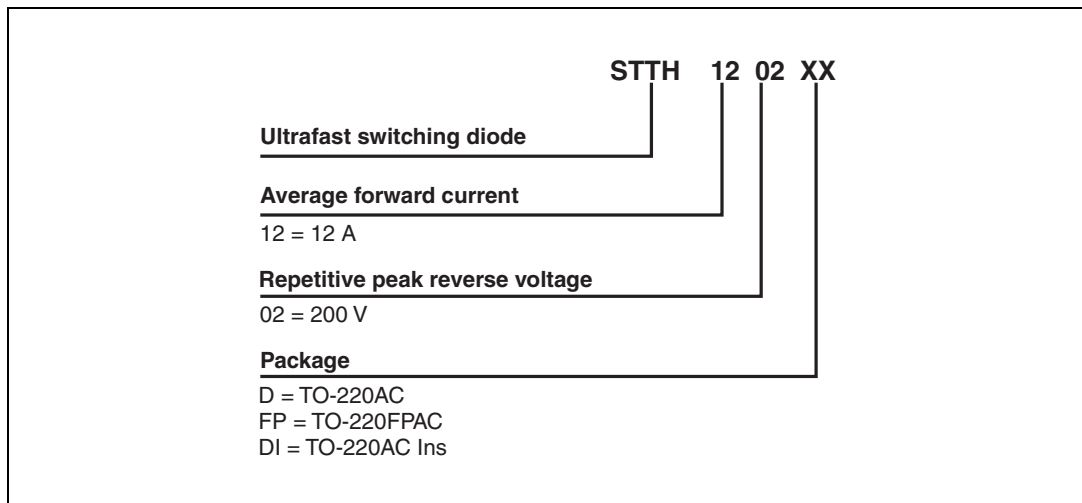 STTH 12 02 XX
Ultrafast switching diode
Average forward current
12 = 12 A
Repetitive peak reverse voltage
02 = 200 V
Package
D = TO-220AC
FP = TO-220FPAC
DI = TO-220AC Ins